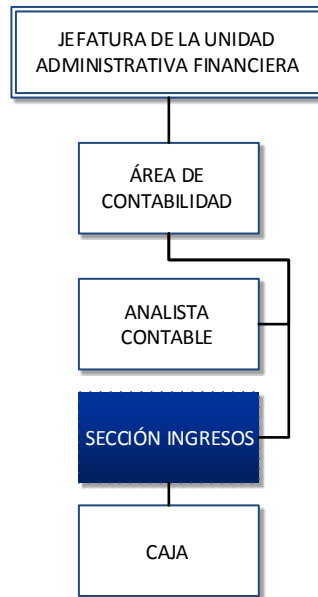 JEFATURA DE LA UNIDAD
ADMINISTRATIVA FINANCIERA
ÁREA DE
CONTABILIDAD
ANALISTA
CONTABLE
SECCIÓN INGRESOS
CAJA